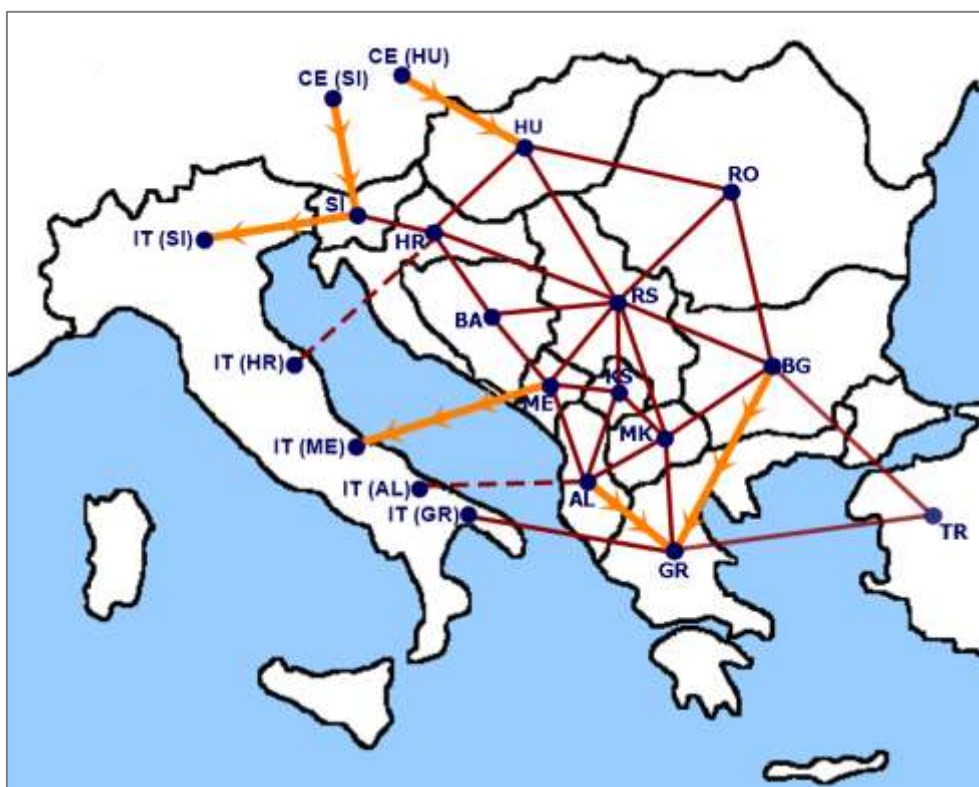 CE (HU)
CE (SI)
HU
RO
SI
IT (SI)
HR
RS
BA
IT (HR)
BG
KS
ME
MK
IT (ME)
IT (AL)
AL
IT (GR)
TR
GR